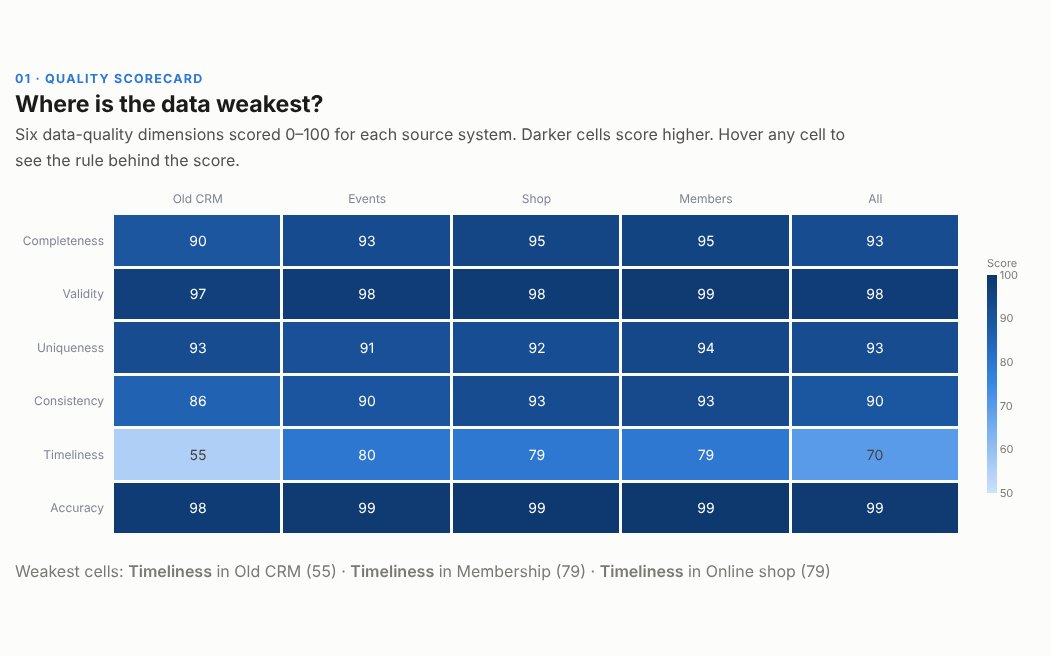 01 · QUALITY SCORECARD
Where is the data weakest?
Six data-quality dimensions scored 0–100 for each source system. Darker cells score higher. Hover any cell to
see the rule behind the score.
Old CRM Events Shop Members All
Completeness 90 93 95 95 93
Validity 97 98 98 99 98
Uniqueness 93 91 92 94 93
Consistency 86 90 93 93 90
Timeliness 55 80 79 79 70
Accuracy 98 99 99 99 99
Score
100
90
80
70
60
50
Weakest cells: Timeliness in Old CRM (55) · Timeliness in Membership (79) · Timeliness in Online shop (79)